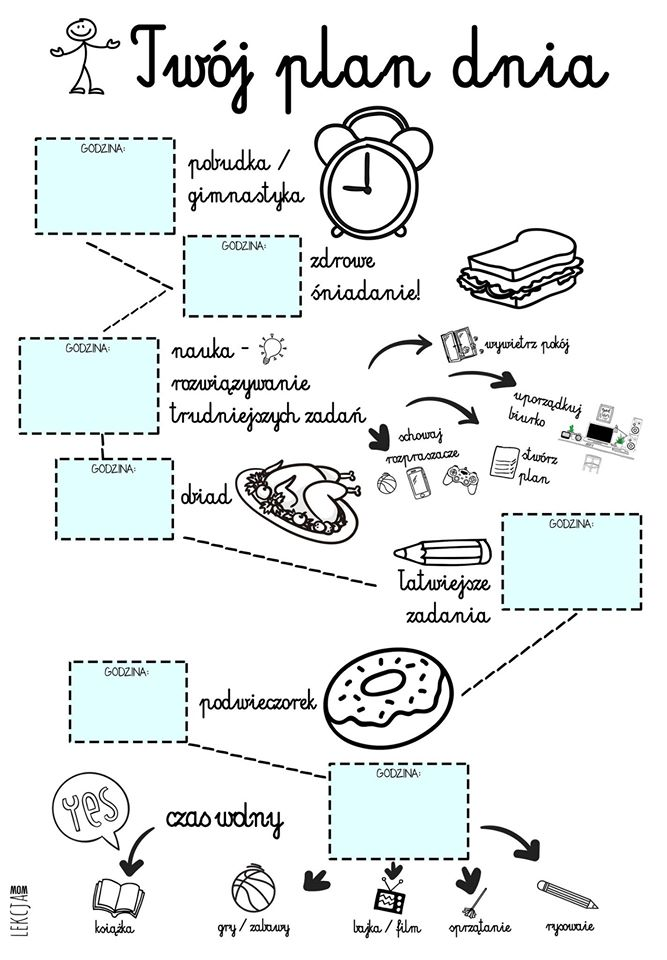 Twój plan dnia
GODZINA:
pobudka /
gimnastyka
GODZINA:
zdrowe
śniadanie!
GODZINA:
nauka -
rozwiązywanie
trudniejszych zadań
wywietrz pokój
uporządkuj
biurko
schowaj
rozpraszacze
stwórz
plan
GODZINA:
obiad
GODZINA:
łatwiejsze
zadania
GODZINA:
podwieczorek
GODZINA:
YES
czas wolny
książka
gry / zabawy
bajka / film
sprzątanie
rysowaie
LEKCJA MOM